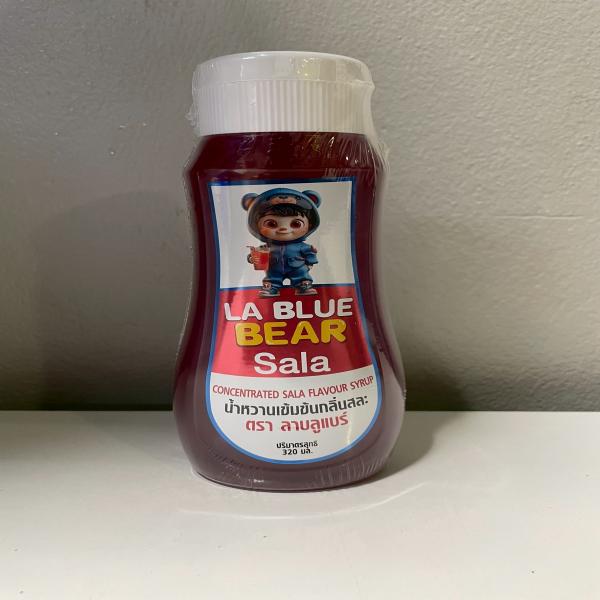 LA BLUE
BEAR
Sala
CONCENTRATED SALA FLAVOUR SYRUP
น้ำหวานเข้มข้นกลิ่นสละ
ตรา ลาบลูแบร์
ปริมาตรสุทธิ
320 มล.